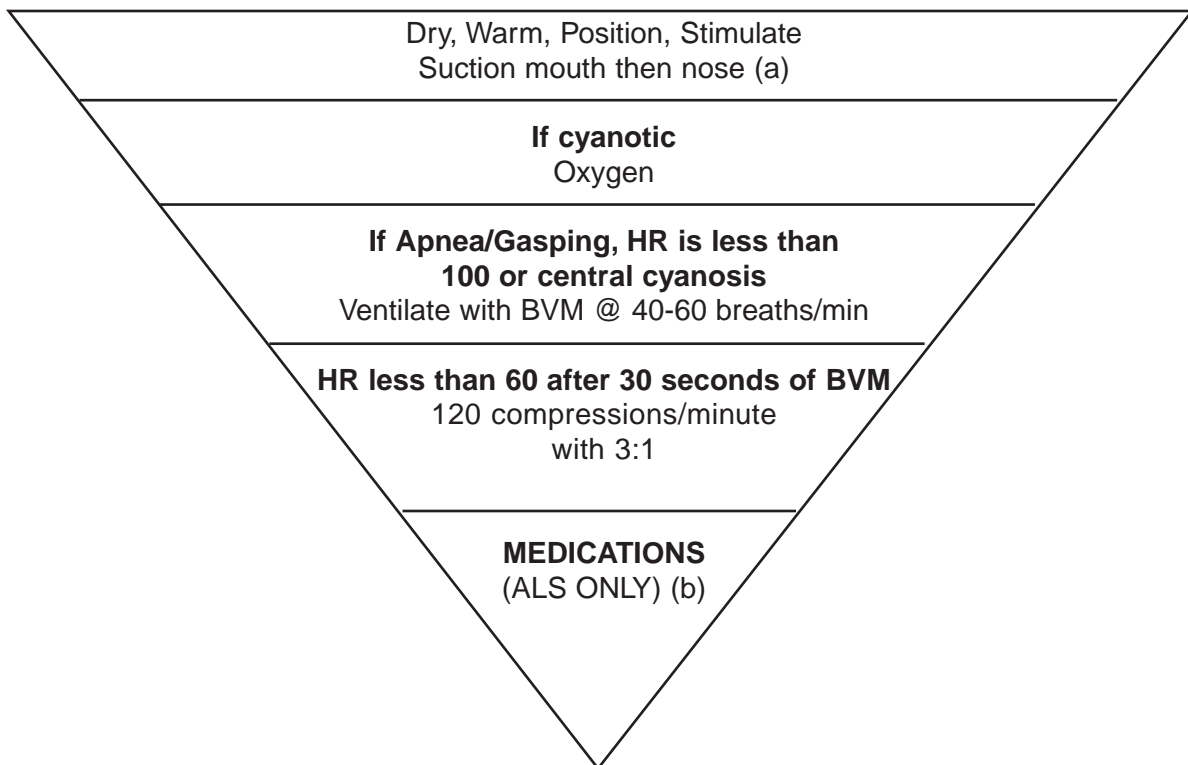 Dry, Warm, Position, Stimulate
Suction mouth then nose (a)
If cyanotic
Oxygen
If Apnea/Gasping, HR is less than
100 or central cyanosis
Ventilate with BVM @ 40-60 breaths/min
HR less than 60 after 30 seconds of BVM
120 compressions/minute
with 3:1
MEDICATIONS
(ALS ONLY) (b)